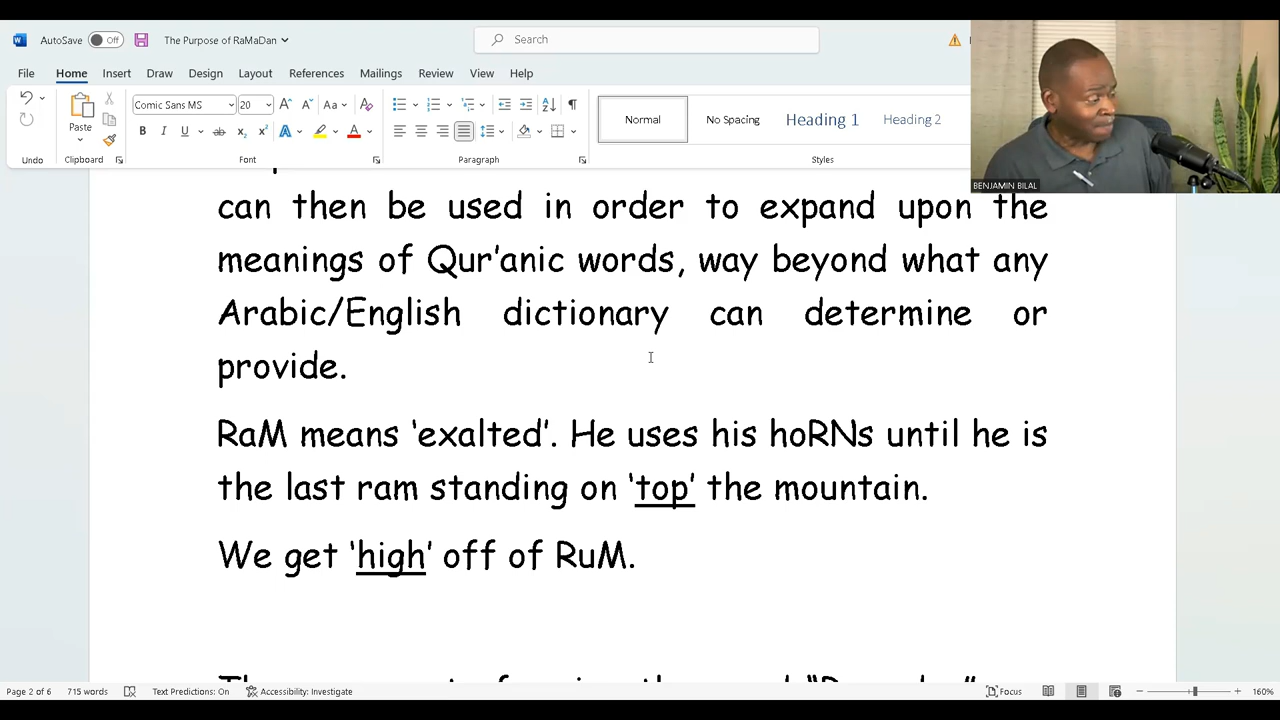 AutoSave Off The Purpose of RaMaDan Search
File Home Insert Draw Design Layout References Mailings Review View Help
Comic Sans MS 20 Aa
Paste
B I U ab x₂ x² A A
Normal No Spacing Heading 1 Heading 2
Undo Clipboard Font Paragraph Styles
BENJAMIN BILAL
can then be used in order to expand upon the
meanings of Qur'anic words, way beyond what any
Arabic/English dictionary can determine or
provide.
RaM means ‘exalted’. He uses his hoRNs until he is
the last ram standing on ‘top’ the mountain.
We get ‘high’ off of RuM.
Page 2 of 6 715 words Text Predictions: On Accessibility: Investigate Focus 160%